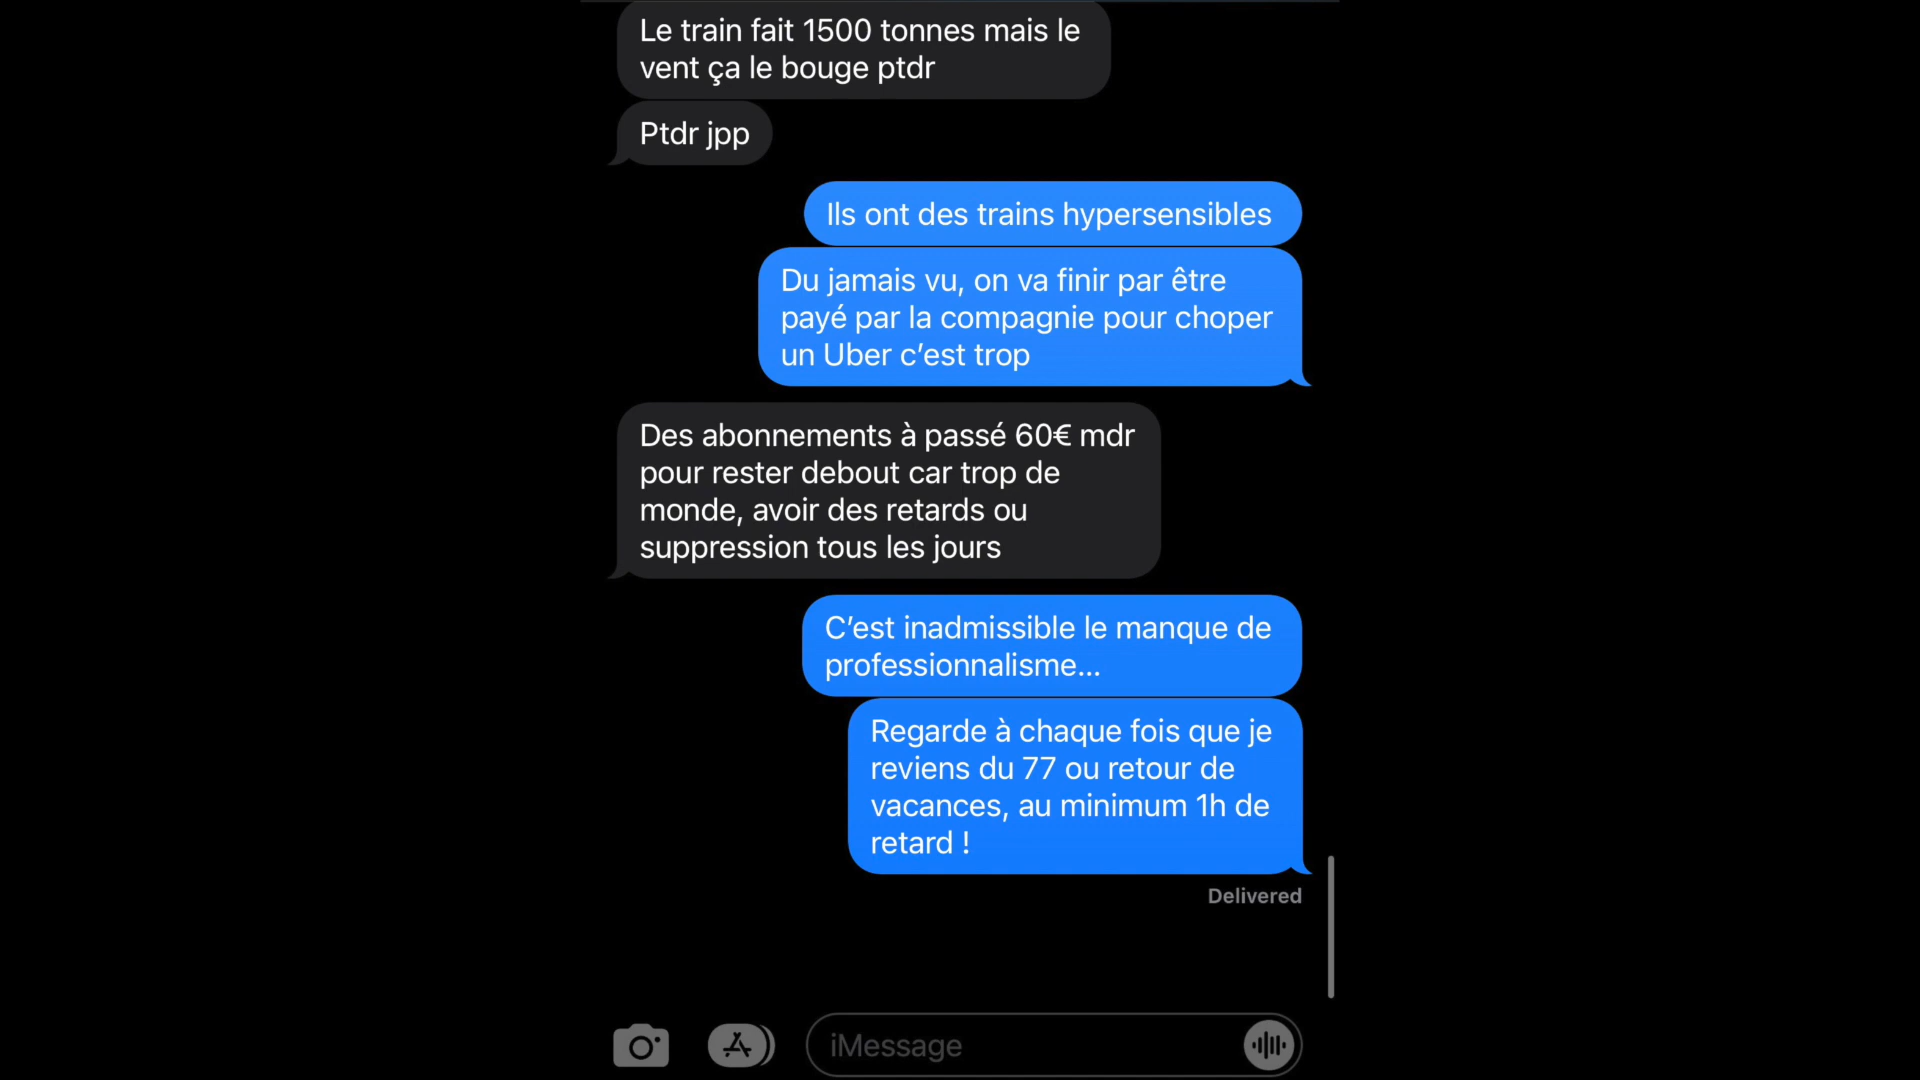 Le train fait 1500 tonnes mais le
vent ça le bouge ptdr
Ptdr jpp
Ils ont des trains hypersensibles
Du jamais vu, on va finir par être
payé par la compagnie pour choper
un Uber c’est trop
Des abonnements à passé 60€ mdr
pour rester debout car trop de
monde, avoir des retards ou
suppression tous les jours
C’est inadmissible le manque de
professionnalisme...
Regarde à chaque fois que je
reviens du 77 ou retour de
vacances, au minimum 1h de
retard !
Delivered
iMessage